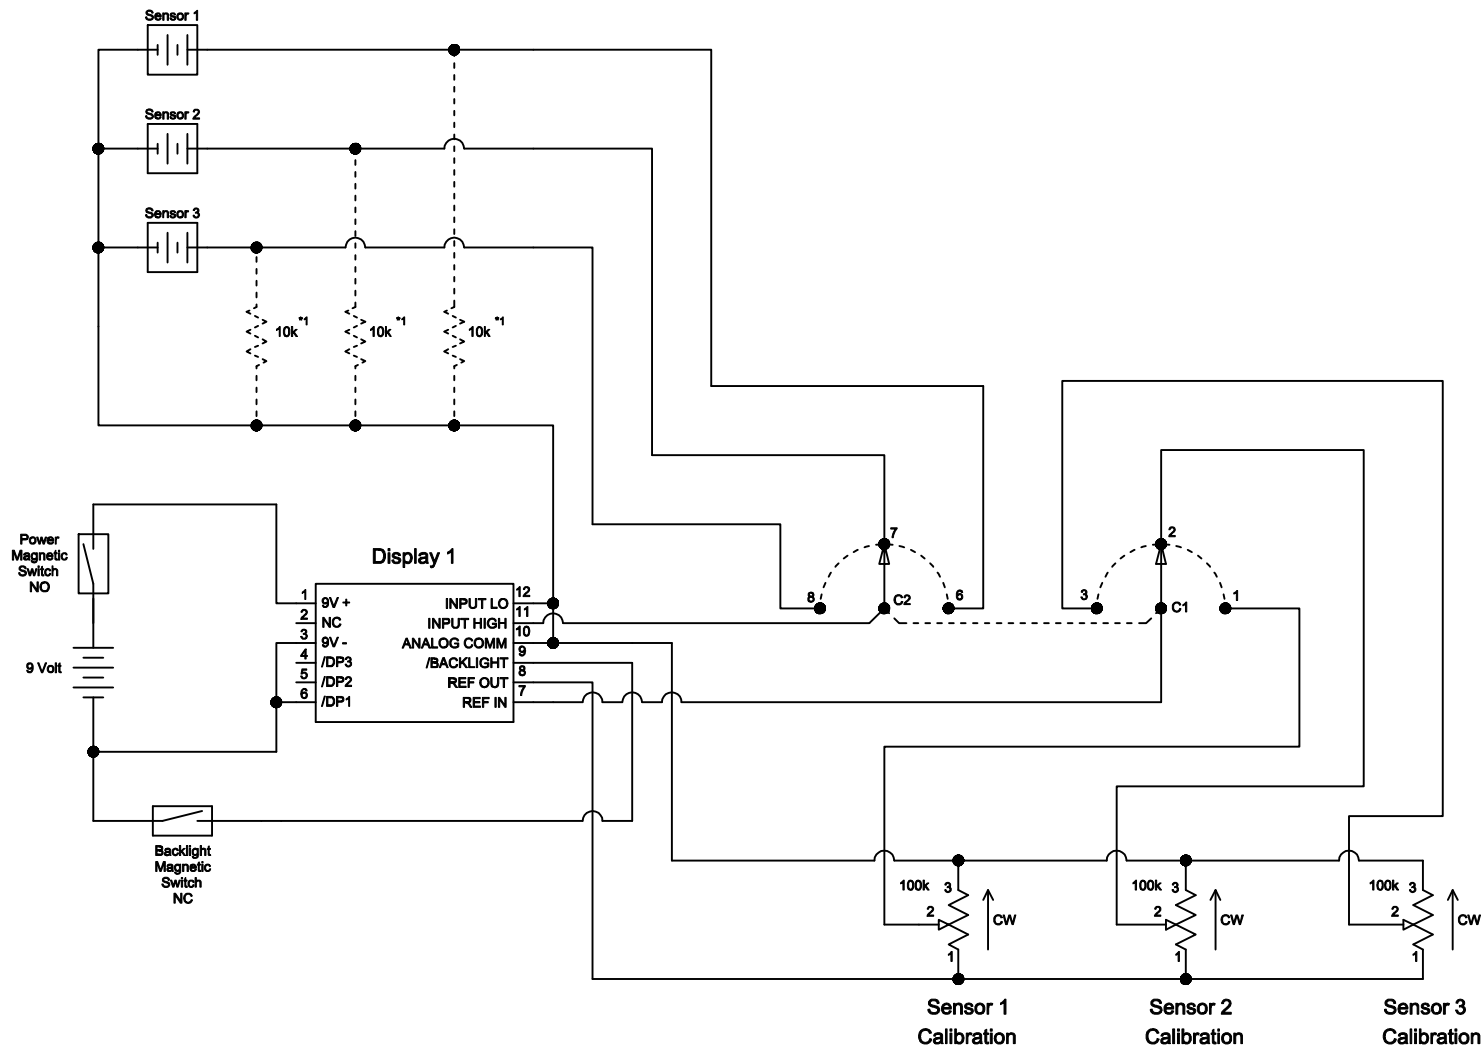 Sensor 1
Sensor 2
Sensor 3
10k *1
10k *1
10k *1
Power
Magnetic
Switch
NO
9 Volt
Display 1
1
2
3
4
5
6
9V +
NC
9V -
/DP3
/DP2
/DP1
INPUT LO
INPUT HIGH
ANALOG COMM
/BACKLIGHT
REF OUT
REF IN
12
11
10
9
8
7
7
8
6
C2
2
3
1
C1
Backlight
Magnetic
Switch
NC
100k
3
2
1
CW
100k
3
2
1
CW
100k
3
2
1
CW
Sensor 1
Calibration
Sensor 2
Calibration
Sensor 3
Calibration